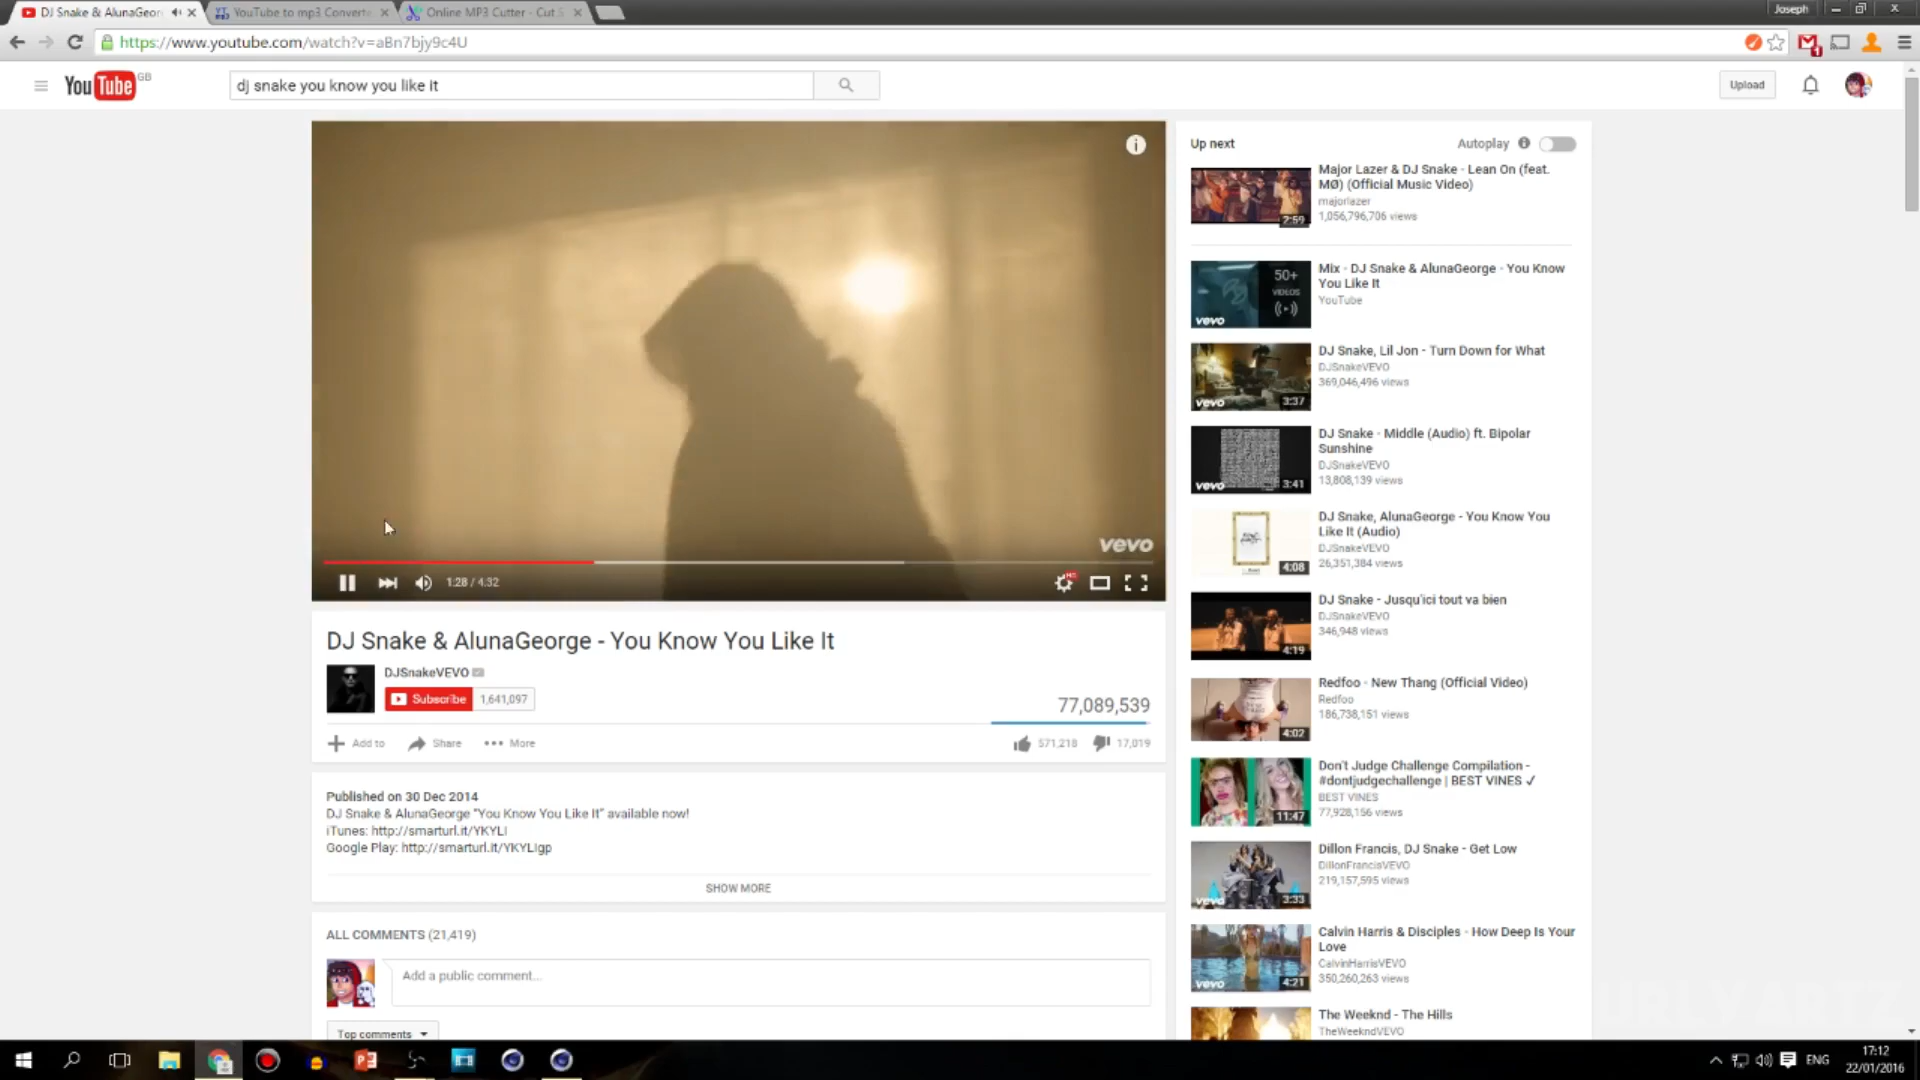 DJ Snake & AlunaGeor
YouTube to mp3 Converte
Online MP3 Cutter - Cut S
Joseph
https://www.youtube.com/watch?v=aBn7bjy9c4U
1
YouTube GB
dj snake you know you like it
Upload
vevo
1:28 / 4:32
DJ Snake & AlunaGeorge - You Know You Like It
DJSnakeVEVO
Subscribe 1,641,097
77,089,539
Add to Share More
571,218 17,019
Published on 30 Dec 2014
DJ Snake & AlunaGeorge "You Know You Like It" available now!
iTunes: http://smarturl.it/YKYLI
Google Play: http://smarturl.it/YKYLIgp
SHOW MORE
ALL COMMENTS (21,419)
Add a public comment...
Top comments
Up next
Autoplay
Major Lazer & DJ Snake - Lean On (feat.
MØ) (Official Music Video)
majorlazer
1,056,796,706 views
2:59
Mix - DJ Snake & AlunaGeorge - You Know
You Like It
YouTube
50+
VIDEOS
vevo
DJ Snake, Lil Jon - Turn Down for What
DJSnakeVEVO
369,046,496 views
vevo
3:37
DJ Snake - Middle (Audio) ft. Bipolar
Sunshine
DJSnakeVEVO
13,808,139 views
vevo
3:41
DJ Snake, AlunaGeorge - You Know You
Like It (Audio)
DJSnakeVEVO
26,351,384 views
4:08
DJ Snake - Jusqu'ici tout va bien
DJSnakeVEVO
346,948 views
4:19
Redfoo - New Thang (Official Video)
Redfoo
186,738,151 views
4:02
Don't Judge Challenge Compilation -
#dontjudgechallenge | BEST VINES ✓
BEST VINES
77,928,156 views
11:47
Dillon Francis, DJ Snake - Get Low
DillonFrancisVEVO
219,157,595 views
vevo
3:33
Calvin Harris & Disciples - How Deep Is Your
Love
CalvinHarrisVEVO
350,260,263 views
vevo
4:21
The Weeknd - The Hills
TheWeekndVEVO
ENG
17:12
22/01/2016